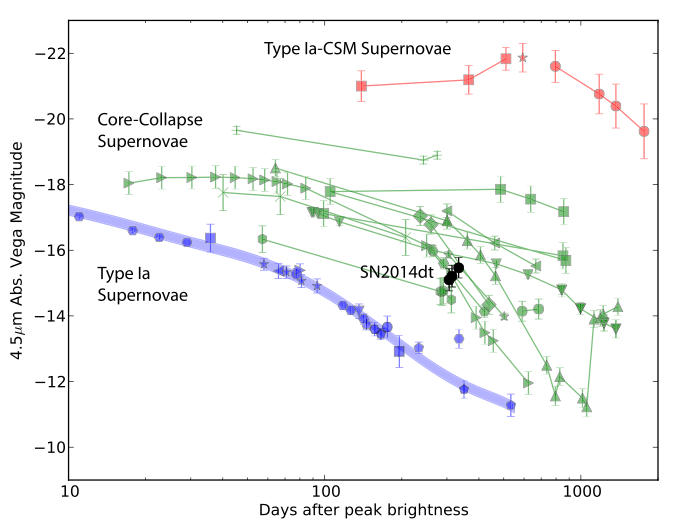 −22
−20
−18
−16
−14
−12
−10
4.5μm Abs. Vega Magnitude
Type Ia-CSM Supernovae
Core-Collapse
Supernovae
SN2014dt
Type Ia
Supernovae
10
100
1000
Days after peak brightness